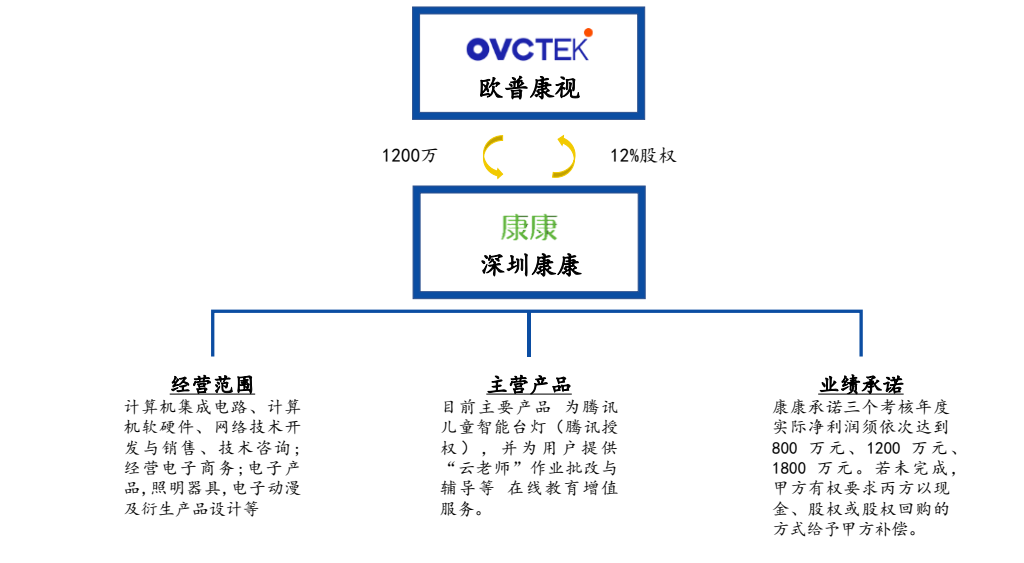 OVCTEK
欧普康视
1200万
12%股权
康康
深圳康康
经营范围
计算机集成电路、计算
机软硬件、网络技术开
发与销售、技术咨询;
经营电子商务;电子产
品,照明器具,电子动漫
及衍生产品设计等
主营产品
目前主要产品 为腾讯
儿童智能台灯（腾讯授
权），并为用户提供
“云老师”作业批改与
辅导等 在线教育增值
服务。
业绩承诺
康康承诺三个考核年度
实际净利润须依次达到
800 万元、1200 万元、
1800 万元。若未完成,
甲方有权要求丙方以现
金、股权或股权回购的
方式给予甲方补偿。